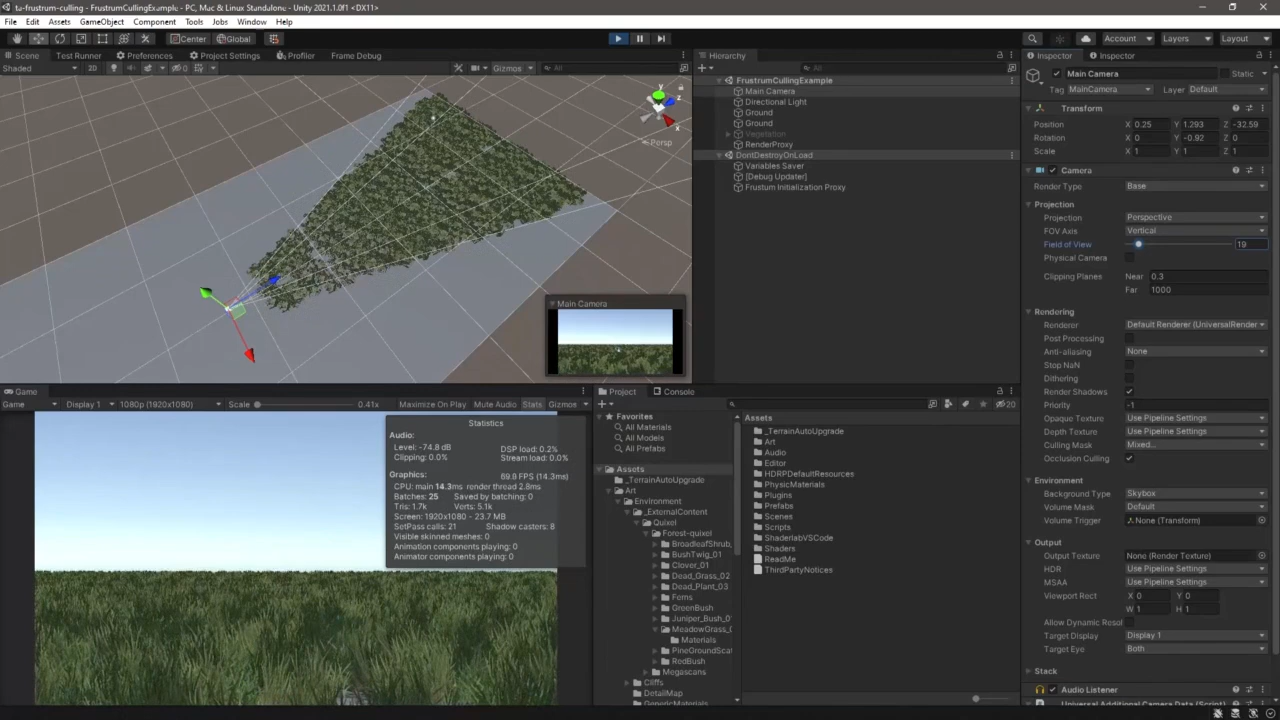 ta-frustrum-culling - FrustrumCullingExample - PC, Mac & Linux Standalone - Unity 2021.1.0f1 <DX11>
File Edit Assets GameObject Component Tools Jobs Window Help
Center Global Account Layers Layout
Scene Test Runner Preferences Project Settings Profiler Frame Debug
Shaded 2D 0 Gizmos All
y
z
x
Persp
Main Camera
Hierarchy
All
FrustrumCullingExample
Main Camera
Directional Light
Ground
Ground
Vegetation
RenderProxy
DontDestroyOnLoad
Variables Saver
[Debug Updater]
Frustum Initialization Proxy
Inspector Inspector
Main Camera Static
Tag MainCamera Layer Default
Transform
Position X 0.25 Y 1.293 Z -32.59
Rotation X 0 Y -0.92 Z 0
Scale X 1 Y 1 Z 1
Camera
Render Type Base
Projection
Projection Perspective
FOV Axis Vertical
Field of View 19
Physical Camera
Clipping Planes Near 0.3
Far 1000
Rendering
Renderer Default Renderer (UniversalRender
Post Processing
Anti-aliasing None
Stop NaN
Dithering
Render Shadows
Priority -1
Opaque Texture Use Pipeline Settings
Depth Texture Use Pipeline Settings
Culling Mask Mixed...
Occlusion Culling
Environment
Background Type Skybox
Volume Mask Default
Volume Trigger None (Transform)
Output
Output Texture None (Render Texture)
HDR Use Pipeline Settings
MSAA Use Pipeline Settings
Viewport Rect X 0 Y 0
W 1 H 1
Allow Dynamic Resol
Target Display Display 1
Target Eye Both
Stack
Audio Listener
Universal Additional Camera Data (Script)
Game
Game Display 1 1080p (1920x1080) Scale 0.41x Maximize On Play Mute Audio Stats Gizmos
Statistics
Audio:
Level: -74.8 dB DSP load: 0.2%
Clipping: 0.0% Stream load: 0.0%
Graphics: 69.9 FPS (14.3ms)
CPU: main 14.3ms render thread 2.8ms
Batches: 25 Saved by batching: 0
Tris: 1.7k Verts: 5.1k
Screen: 1920x1080 - 23.7 MB
SetPass calls: 21 Shadow casters: 8
Visible skinned meshes: 0
Animation components playing: 0
Animator components playing: 0
Project Console
20
Favorites
All Materials
All Models
All Prefabs
Assets
_TerrainAutoUpgrade
Art
Environment
_ExternalContent
Quixel
Forest-quixel
BroadleafShrub_
BushTwig_01
Clover_01
Dead_Grass_02
Dead_Plant_03
Ferns
GreenBush
Juniper_Bush_0
MeadowGrass_0
Materials
PineGroundScat
RedBush
Megascans
Cliffs
DetailMap
GenericMaterials
Assets
_TerrainAutoUpgrade
Art
Audio
Editor
HDRPDefaultResources
PhysicMaterials
Plugins
Prefabs
Scenes
Scripts
ShaderlabVSCode
Shaders
ReadMe
ThirdPartyNotices